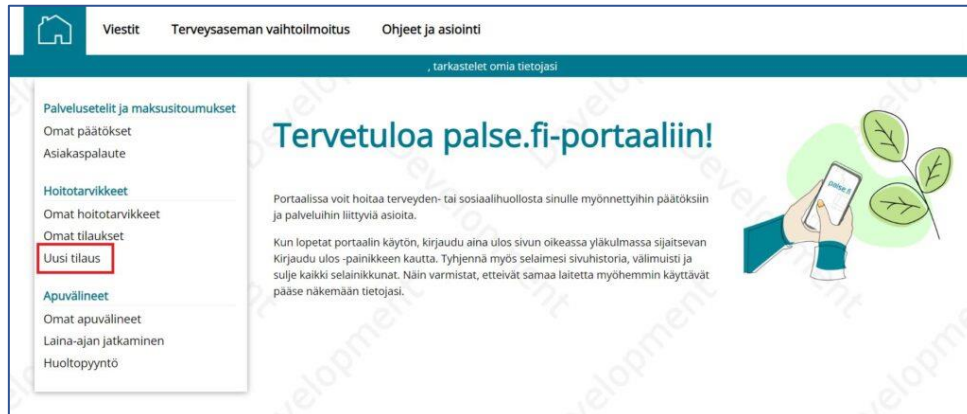 Viestit Terveysaseman vaihtoilmoitus Ohjeet ja asiointi
, tarkastelet omia tietojasi
Palvelusetelit ja maksusitoumukset
Omat päätökset
Asiakaspalaute
Hoitotarvikkeet
Omat hoitotarvikkeet
Omat tilaukset
Uusi tilaus
Apuvälineet
Omat apuvälineet
Laina-ajan jatkaminen
Huoltopyyntö
Tervetuloa palse.fi-portaaliin!
Portaalissa voit hoitaa terveyden- tai sosiaalihuollosta sinulle myönnettyihin päätöksiin
ja palveluihin liittyviä asioita.
Kun lopetat portaalin käytön, kirjaudu aina ulos sivun oikeassa yläkulmassa sijaitsevan
Kirjaudu ulos -painikkeen kautta. Tyhjennä myös selaimesi sivuhistoria, välimuisti ja
sulje kaikki selainikkunat. Näin varmistat, etteivät samaa laitetta myöhemmin käyttävät
pääse näkemään tietojasi.
palse.fi
Development